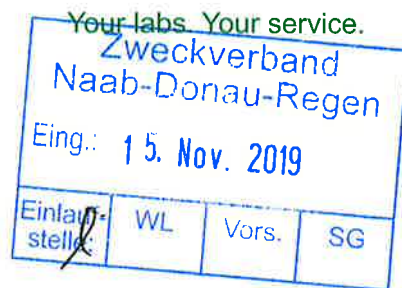 Your labs. Your service.
Zweckverband
Naab-Donau-Regen
Eing.: 15. Nov. 2019
Einlauf- WL Vors. SG
stelle: